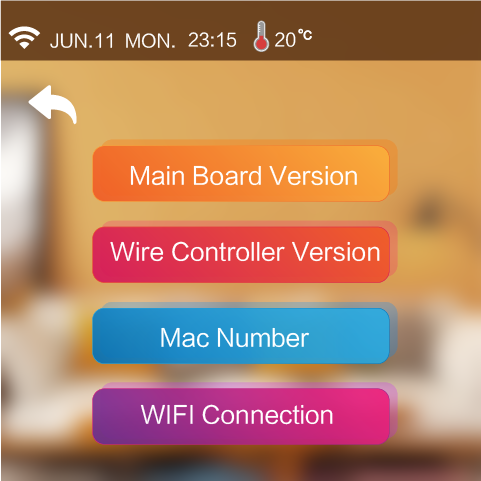 JUN.11 MON. 23:15 20℃
Main Board Version
Wire Controller Version
Mac Number
WIFI Connection